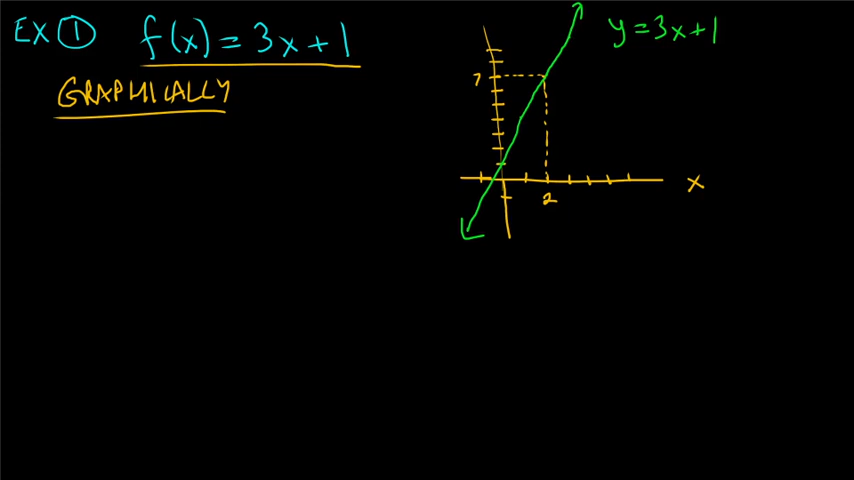 EX ① f(x) = 3x + 1
GRAPHICALLY
y = 3x + 1
7
x
2